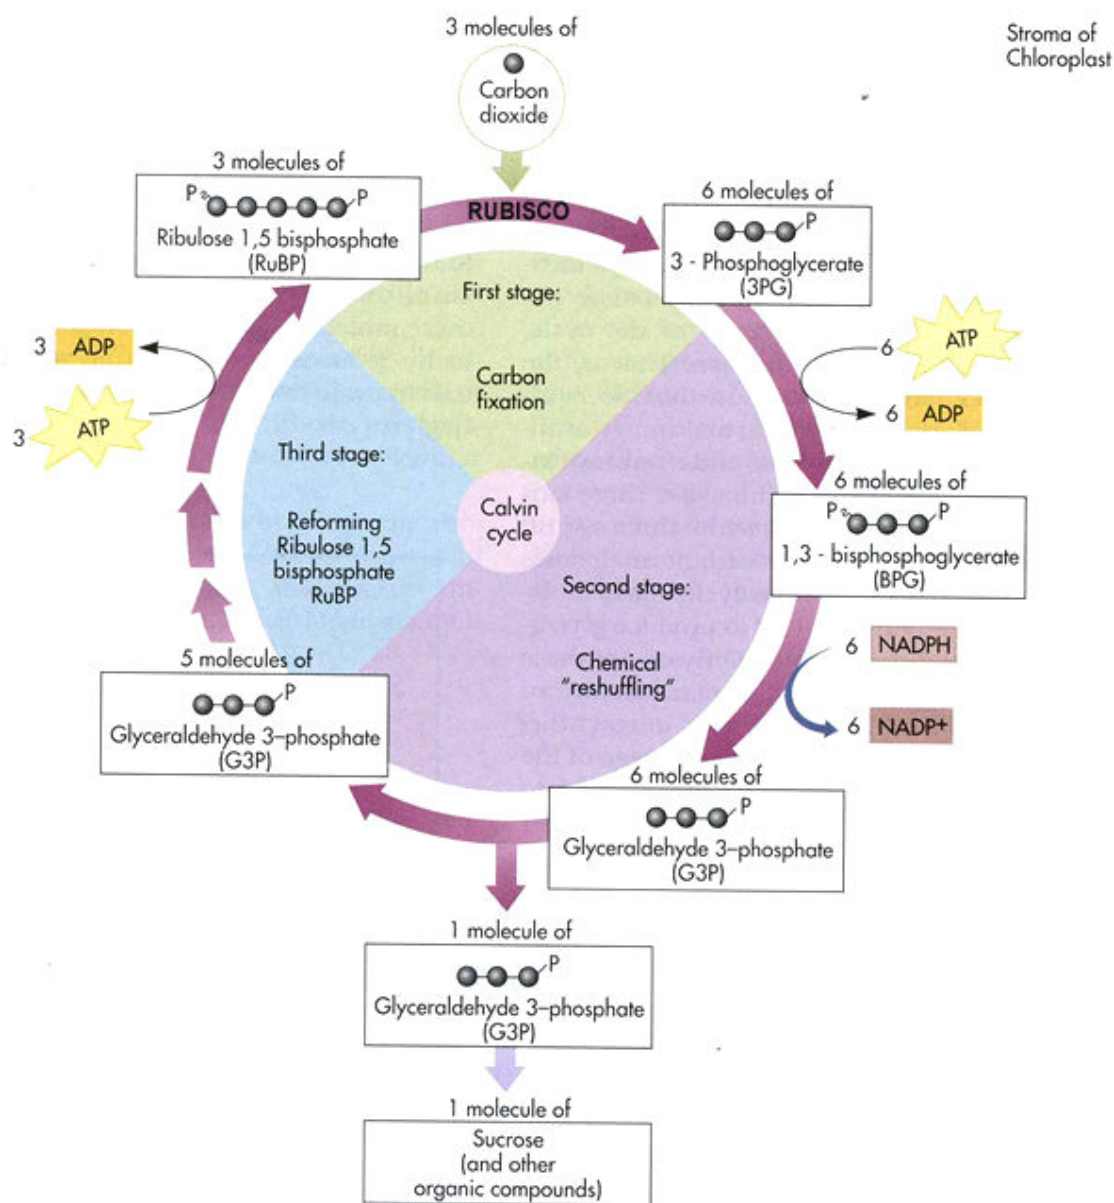 Stroma of
Chloroplast
3 molecules of
Carbon
dioxide
3 molecules of
P P
Ribulose 1,5 bisphosphate
(RuBP)
RUBISCO
6 molecules of
P
3 - Phosphoglycerate
(3PG)
First stage:
Carbon
fixation
3 ADP
3 ATP
6 ATP
6 ADP
Third stage:
Reforming
Ribulose 1,5
bisphosphate
RuBP
Calvin
cycle
6 molecules of
P P
1,3 - bisphosphoglycerate
(BPG)
Second stage:
Chemical
"reshuffling"
6 NADPH
6 NADP+
5 molecules of
P
Glyceraldehyde 3-phosphate
(G3P)
6 molecules of
P
Glyceraldehyde 3-phosphate
(G3P)
1 molecule of
P
Glyceraldehyde 3-phosphate
(G3P)
1 molecule of
Sucrose
(and other
organic compounds)